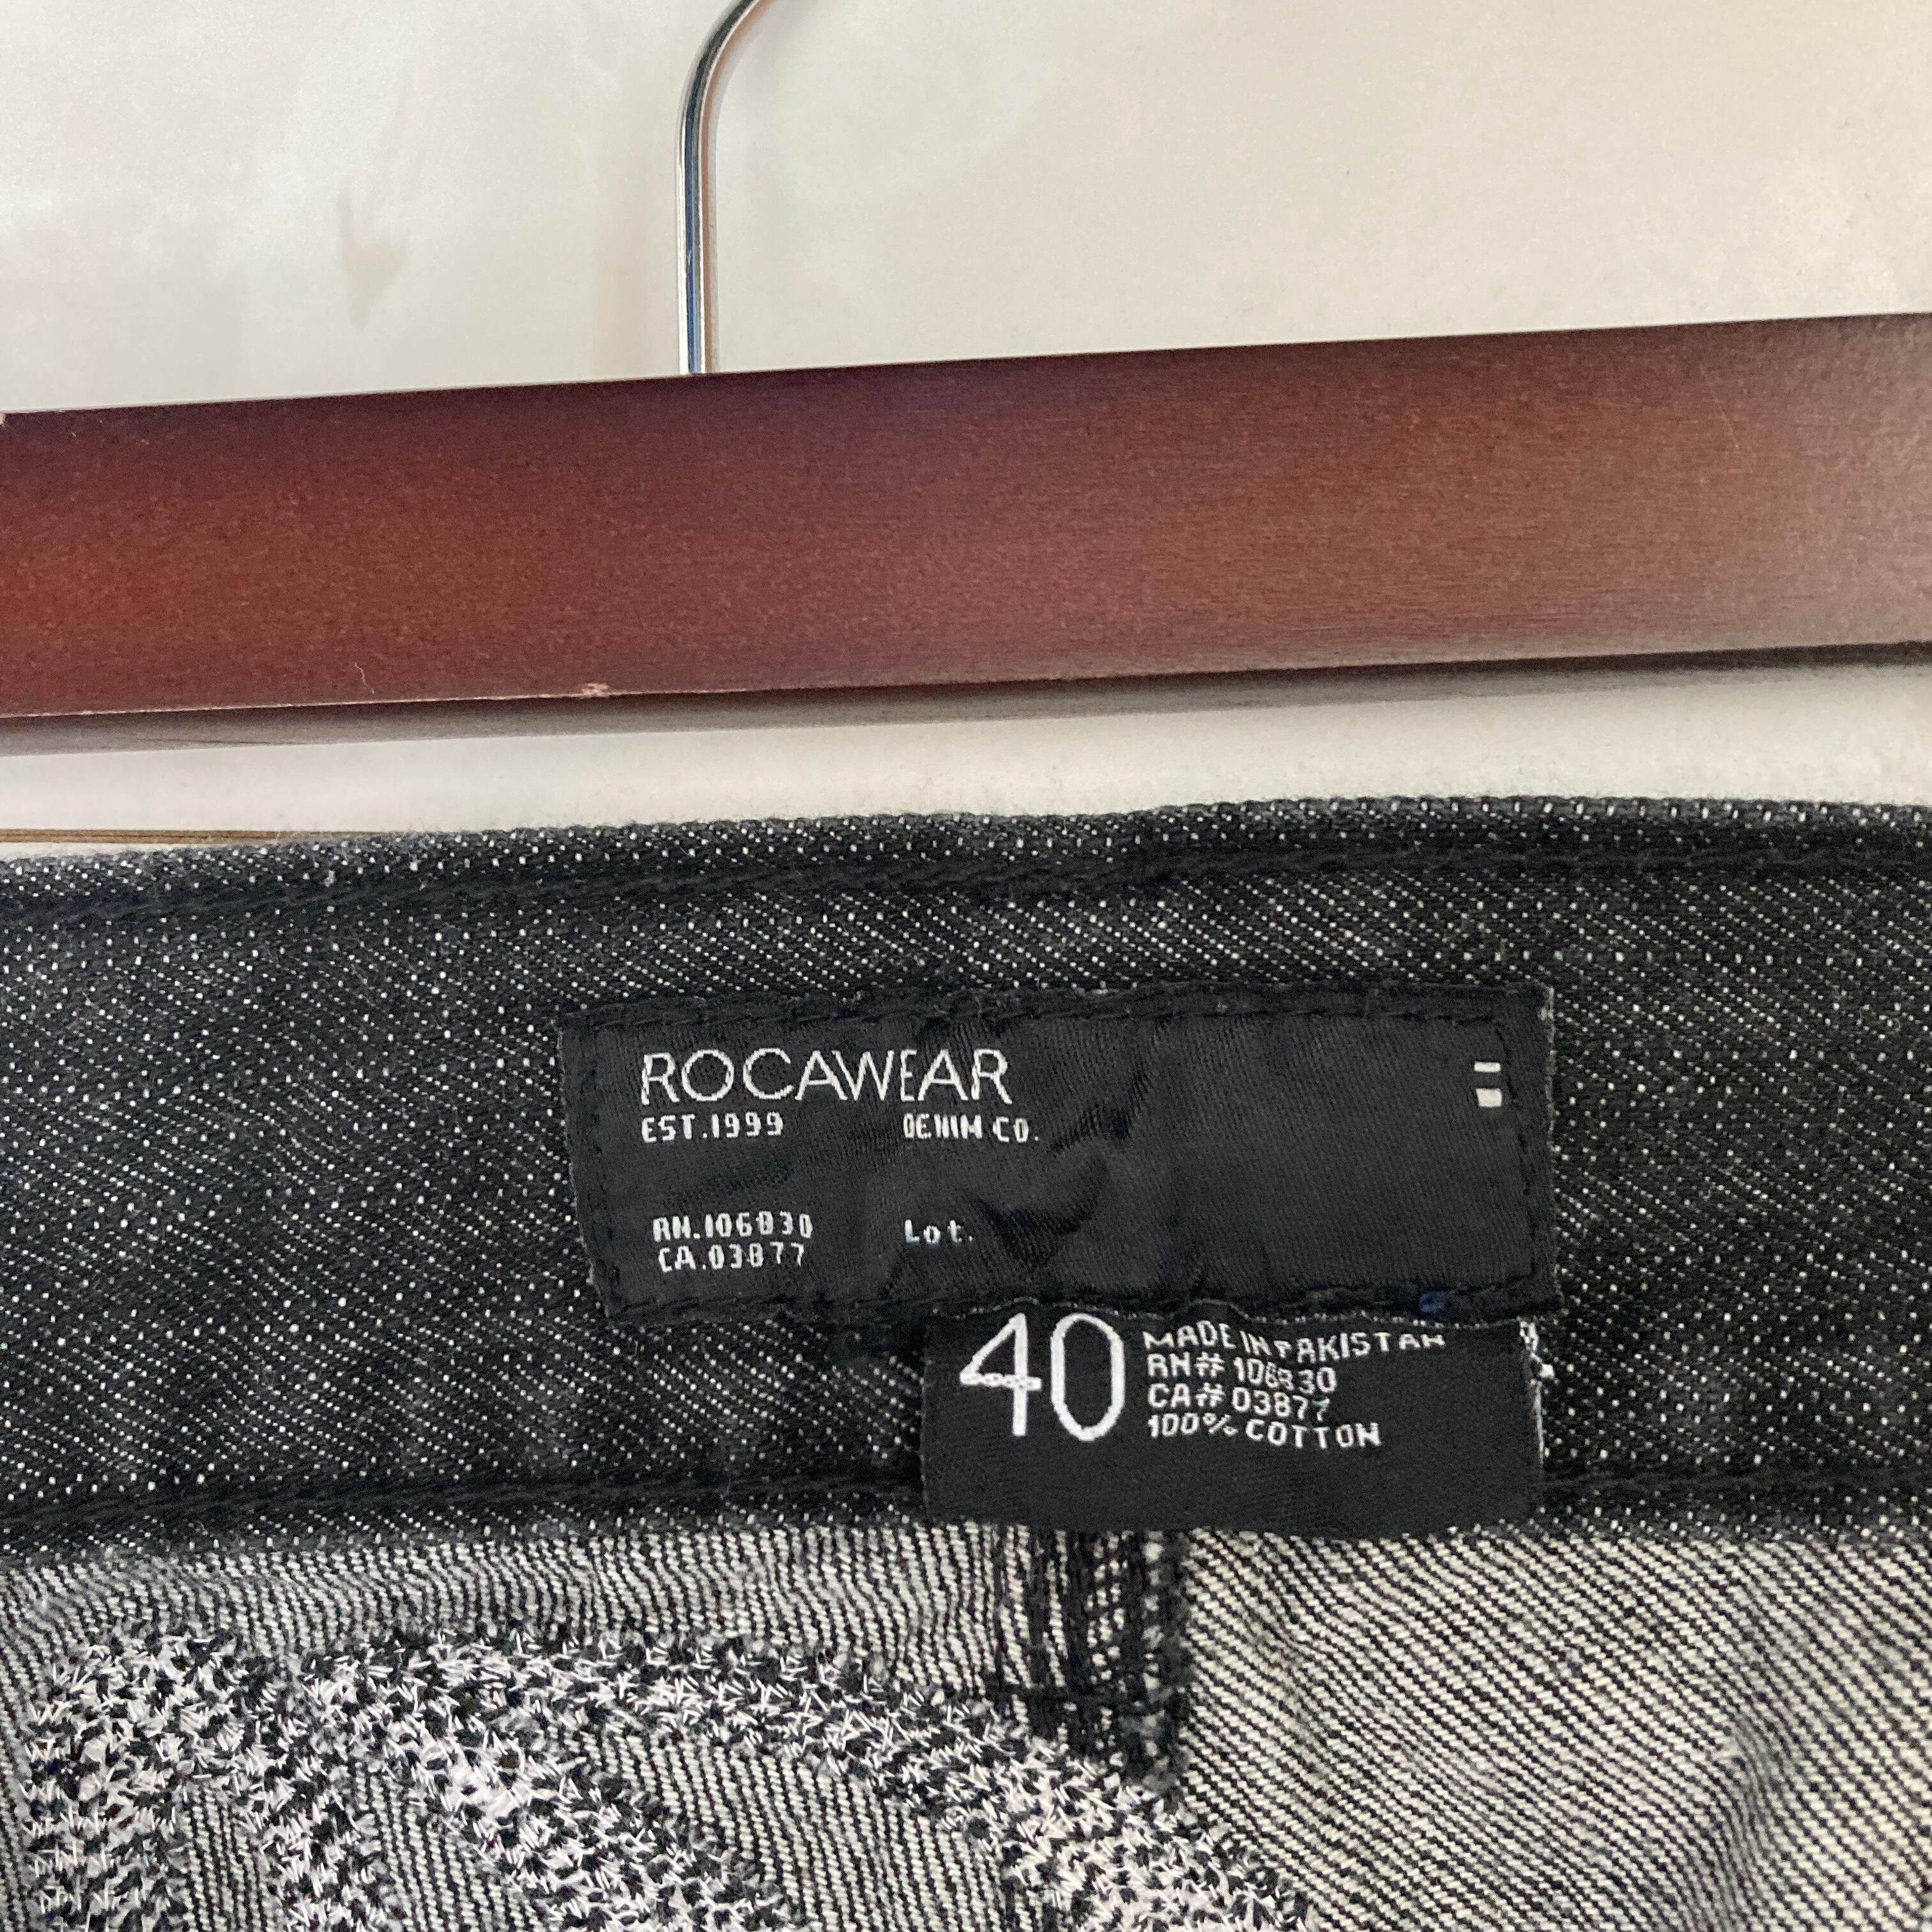 ROCAWEAR
EST.1999 DENIM CO.
RN.106830 Lot.
CA.03877
40
MADE IN PAKISTAN
RN# 106830
CA# 03877
100% COTTON